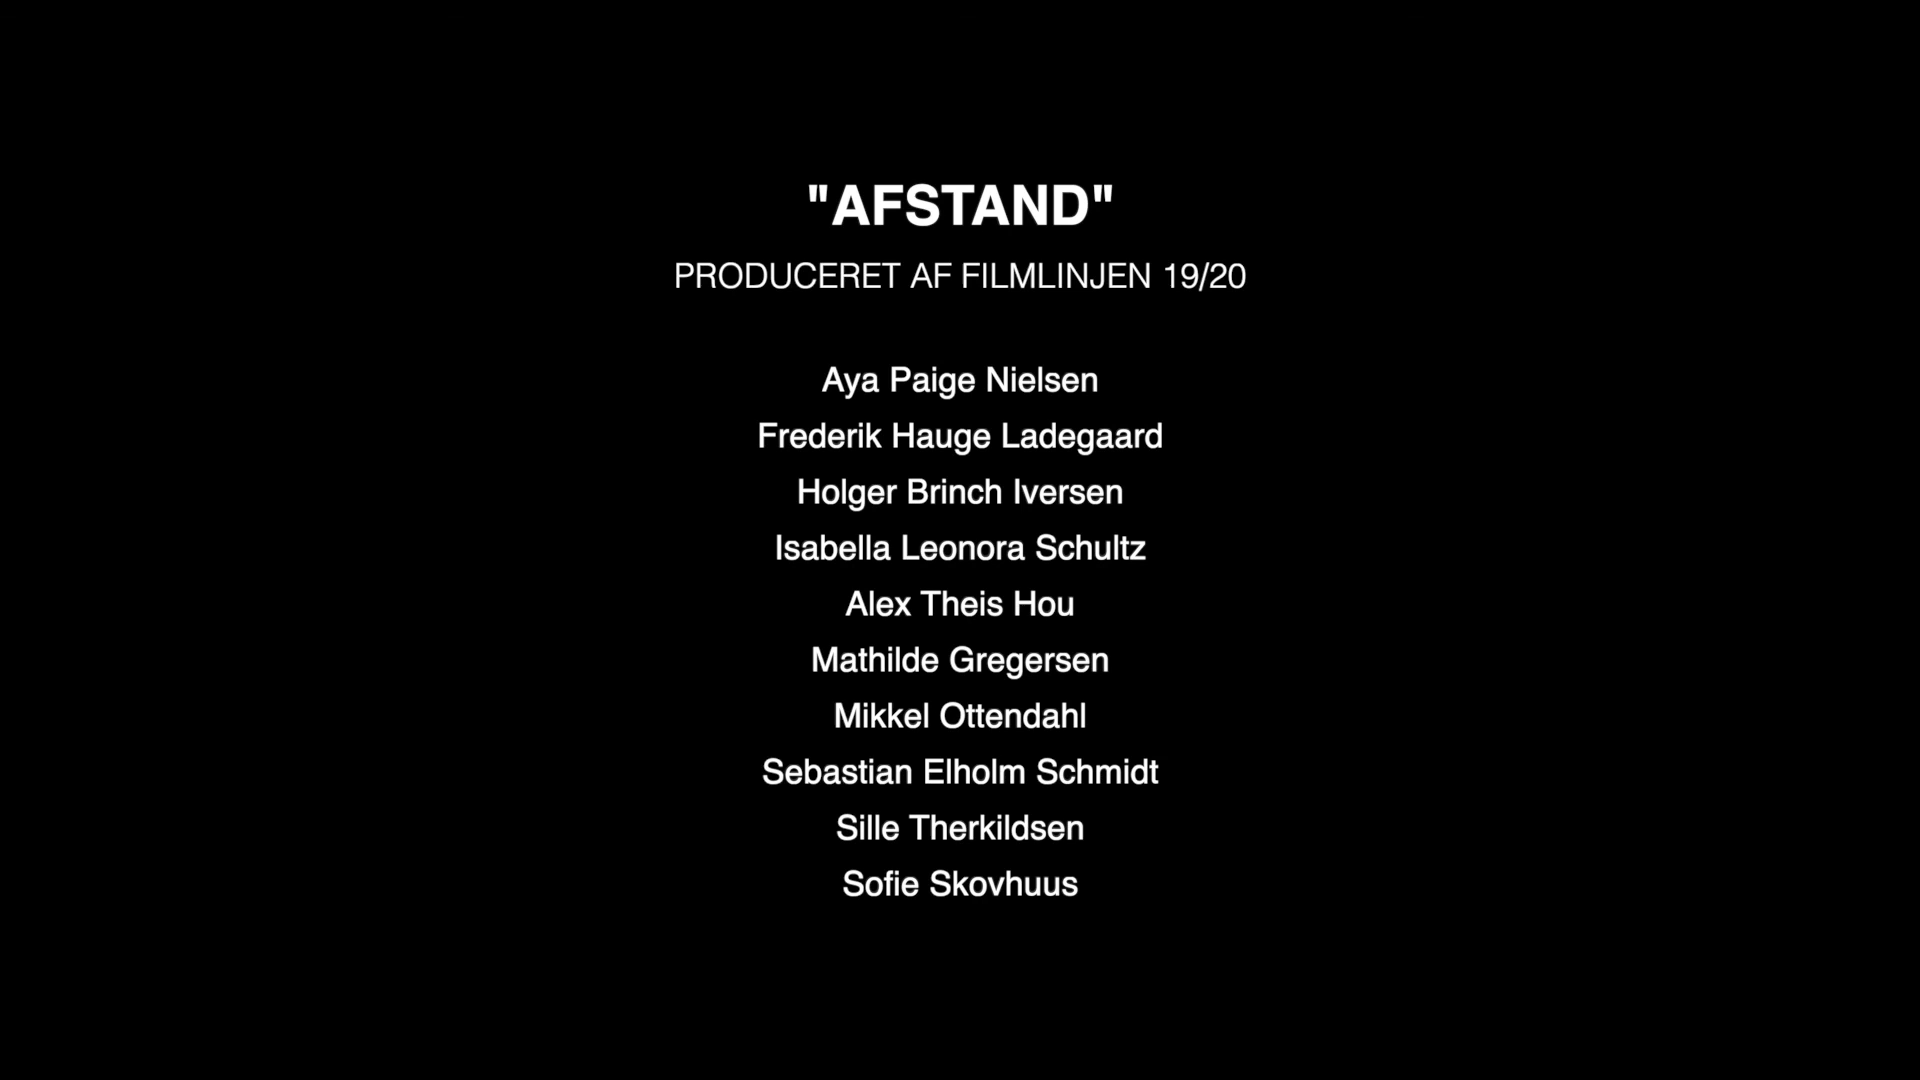 "AFSTAND"
PRODUCERET AF FILMLINJEN 19/20
Aya Paige Nielsen
Frederik Hauge Ladegaard
Holger Brinch Iversen
Isabella Leonora Schultz
Alex Theis Hou
Mathilde Gregersen
Mikkel Ottendahl
Sebastian Elholm Schmidt
Sille Therkildsen
Sofie Skovhuus